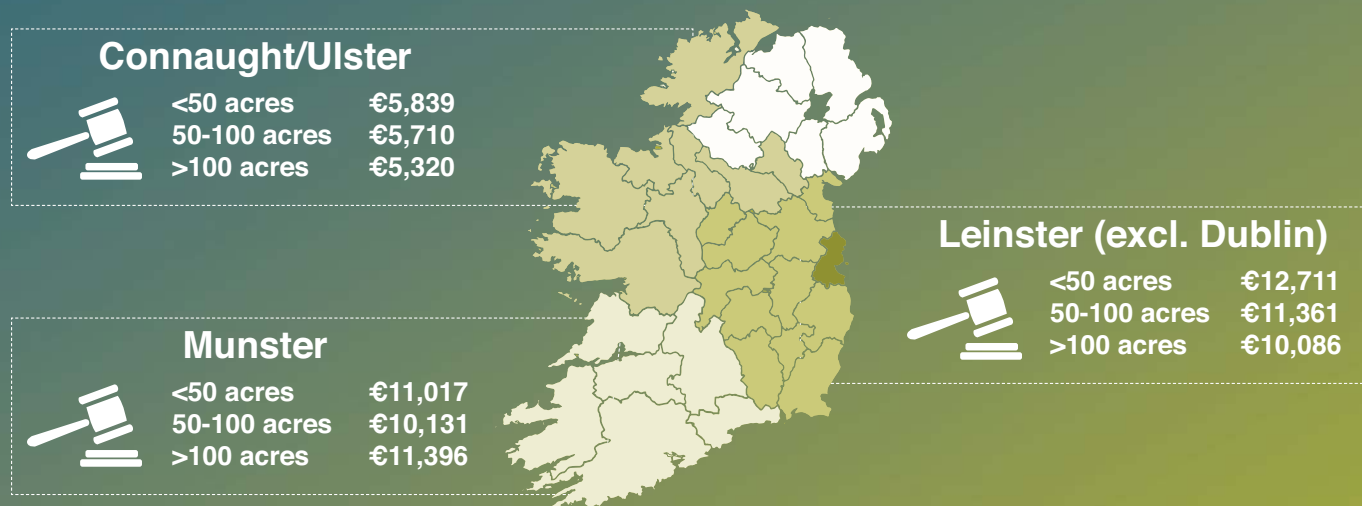 Connaught/Ulster
<50 acres €5,839
50-100 acres €5,710
>100 acres €5,320
Leinster (excl. Dublin)
<50 acres €12,711
50-100 acres €11,361
>100 acres €10,086
Munster
<50 acres €11,017
50-100 acres €10,131
>100 acres €11,396